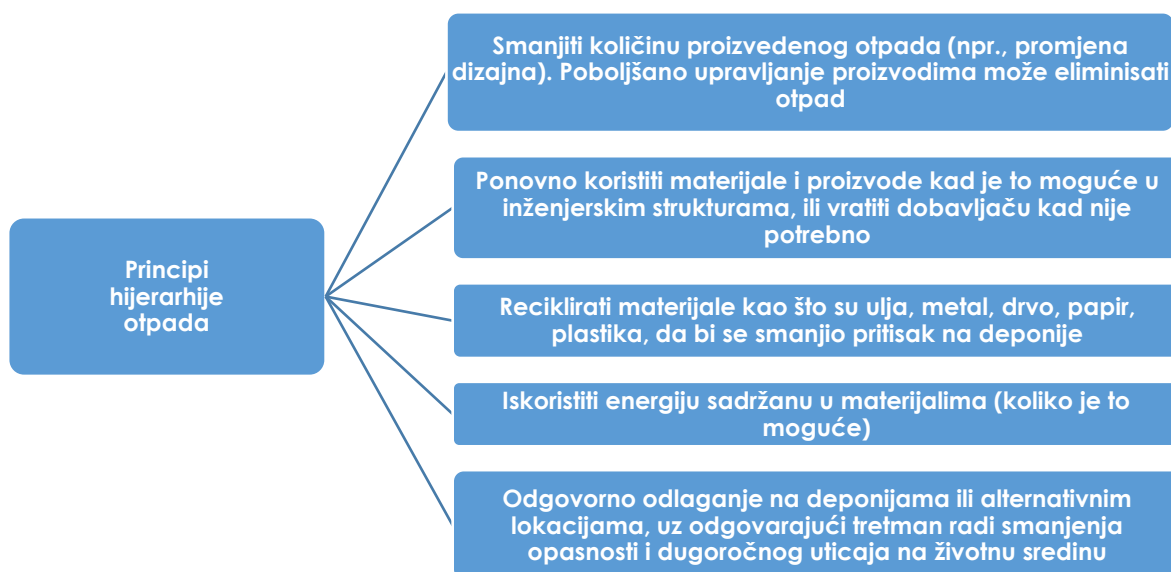 Smanjiti količinu proizvedenog otpada (npr., promjena
dizajna). Poboljšano upravljanje proizvodima može eliminisati
otpad
Ponovno koristiti materijale i proizvode kad je to moguće u
inženjerskim strukturama, ili vratiti dobavljaču kad nije
potrebno
Principi
hijerarhije
otpada
Reciklirati materijale kao što su ulja, metal, drvo, papir,
plastika, da bi se smanjio pritisak na deponije
Iskoristiti energiju sadržanu u materijalima (koliko je to
moguće)
Odgovorno odlaganje na deponijama ili alternativnim
lokacijama, uz odgovarajući tretman radi smanjenja
opasnosti i dugoročnog uticaja na životnu sredinu